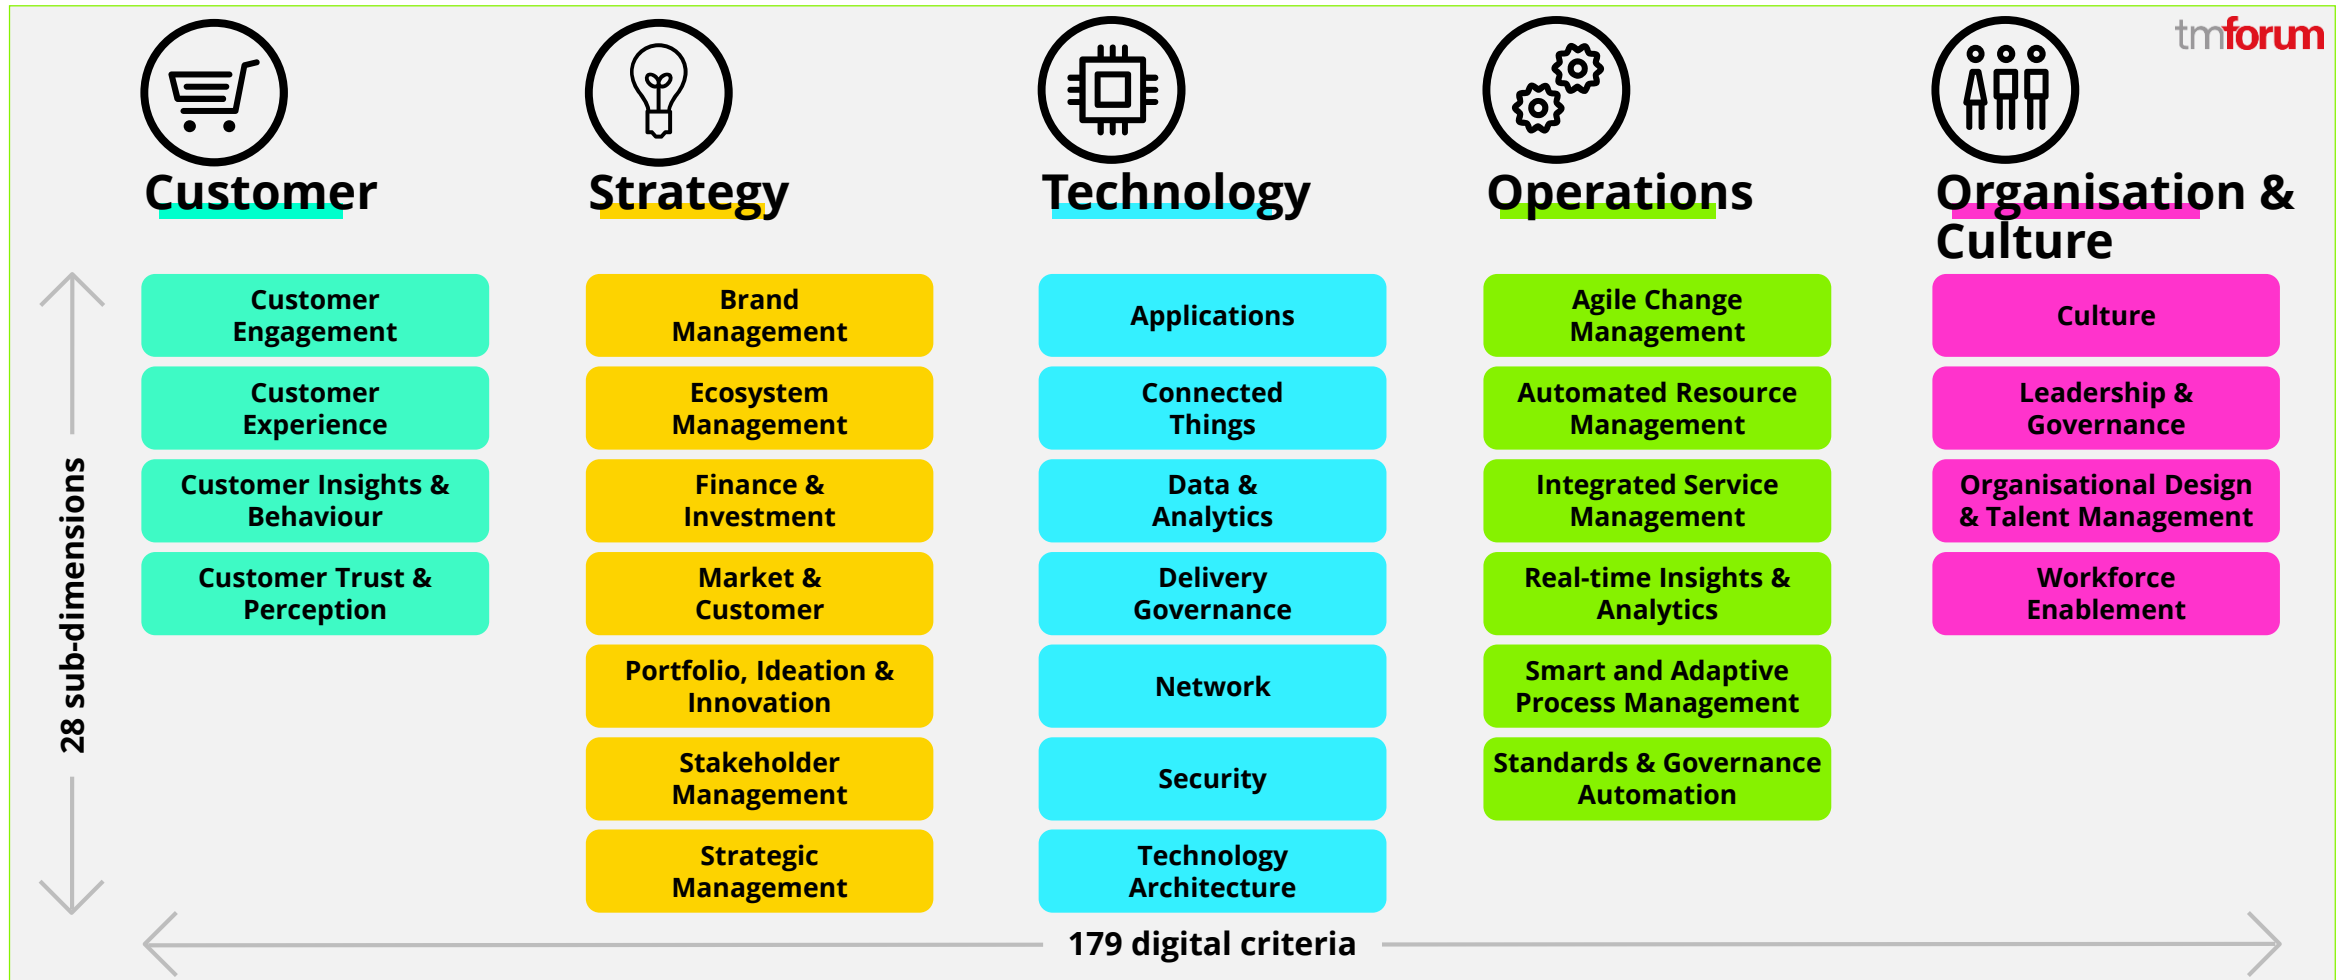 tmforum
Customer
Strategy
Technology
Operations
Organisation &
Culture
28 sub-dimensions
Customer
Engagement
Customer
Experience
Customer Insights &
Behaviour
Customer Trust &
Perception
Brand
Management
Ecosystem
Management
Finance &
Investment
Market &
Customer
Portfolio, Ideation &
Innovation
Stakeholder
Management
Strategic
Management
Applications
Connected
Things
Data &
Analytics
Delivery
Governance
Network
Security
Technology
Architecture
Agile Change
Management
Automated Resource
Management
Integrated Service
Management
Real-time Insights &
Analytics
Smart and Adaptive
Process Management
Standards & Governance
Automation
Culture
Leadership &
Governance
Organisational Design
& Talent Management
Workforce
Enablement
179 digital criteria